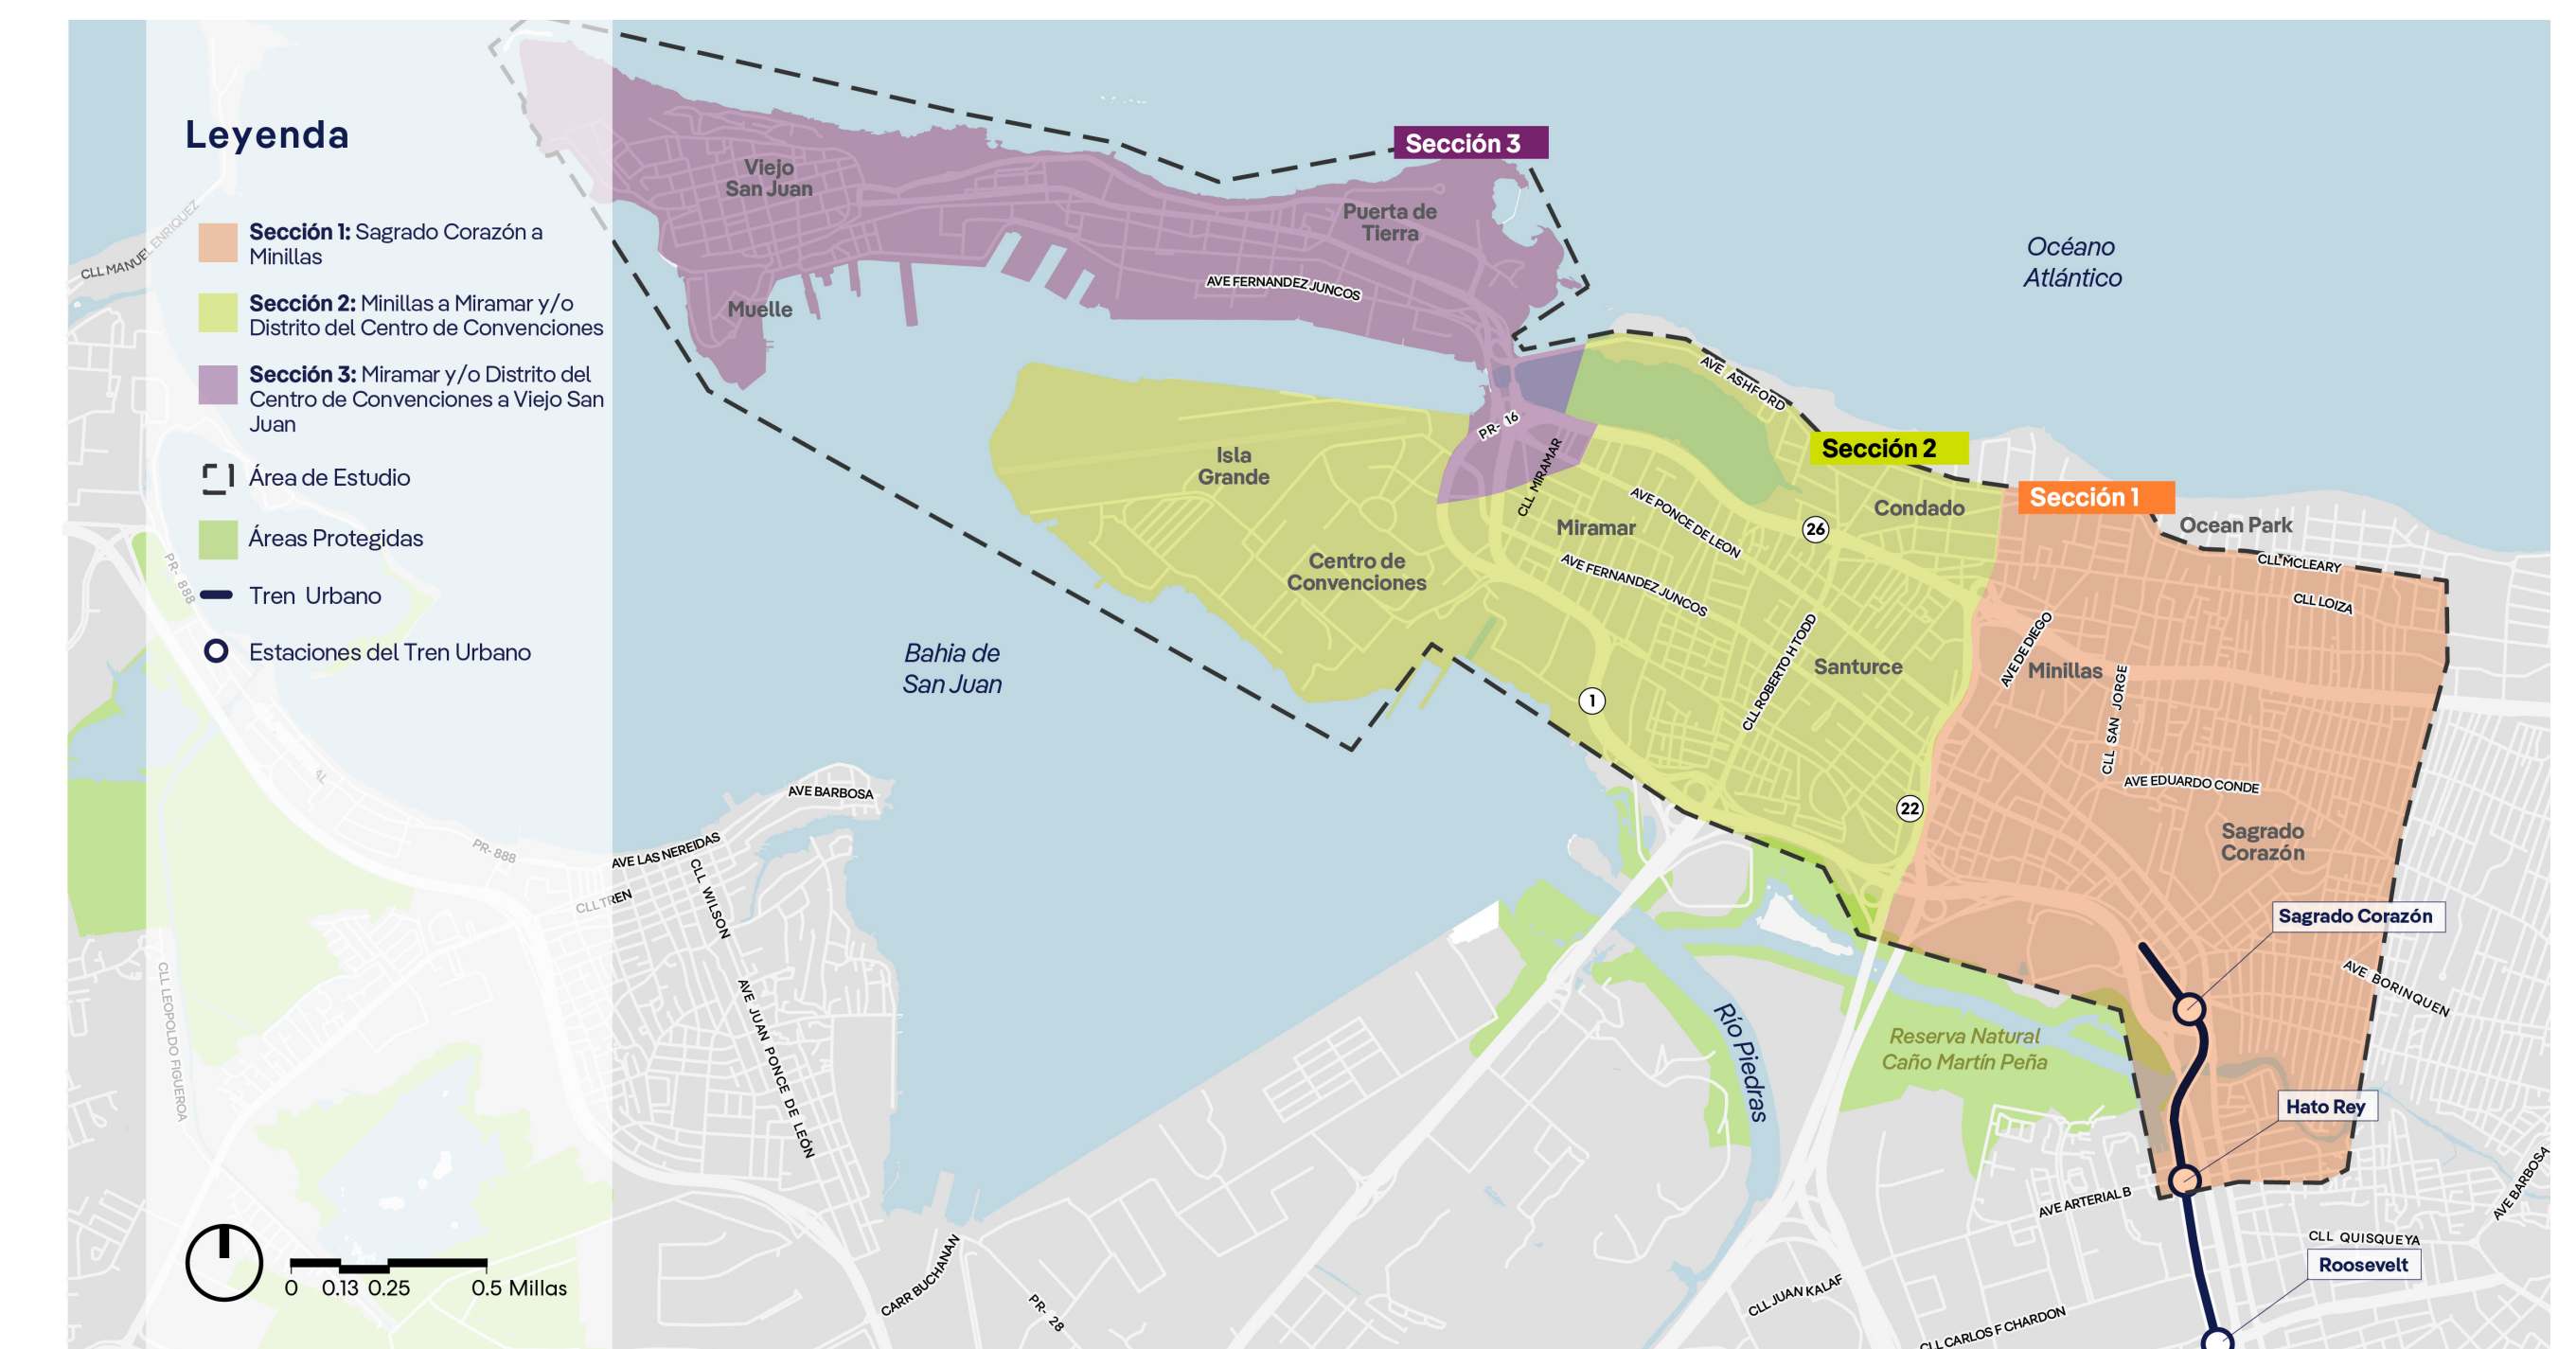 Leyenda
Sección 1: Sagrado Corazón a
Minillas
Sección 2: Minillas a Miramar y/o
Distrito del Centro de Convenciones
Sección 3: Miramar y/o Distrito del
Centro de Convenciones a Viejo San
Juan
Área de Estudio
Áreas Protegidas
Tren Urbano
Estaciones del Tren Urbano
0 0.13 0.25 0.5 Millas
CLL MANUEL ENRIQUEZ
PR- 888
PR- 888
CLL TREN
CLL LEOPOLDO FIGUEROA
AVE LAS NEREIDAS
AVE BARBOSA
CLL WILSON
AVE JUAN PONCE DE LEÓN
CARR BUCHANAN
PR- 28
Viejo
San Juan
Muelle
Puerta de
Tierra
AVE FERNANDEZ JUNCOS
Sección 3
Océano
Atlántico
Bahia de
San Juan
Isla
Grande
Centro de
Convenciones
PR- 16
CLL MIRAMAR
Miramar
AVE ASHFORD
Sección 2
Condado
AVE PONCE DE LEON
26
AVE FERNANDEZ JUNCOS
CLL ROBERTO H TODD
Santurce
1
22
Sección 1
Ocean Park
CLL MCLEARY
CLL LOIZA
AVE DE DIEGO
Minillas
CLL SAN JORGE
AVE EDUARDO CONDE
Sagrado
Corazón
Sagrado Corazón
AVE BORINQUEN
Reserva Natural
Caño Martín Peña
Río Piedras
Hato Rey
AVE ARTERIAL B
AVE BARBOSA
CLL QUISQUEYA
Roosevelt
CLL JUAN KALAF
CLL CARLOS F CHARDON